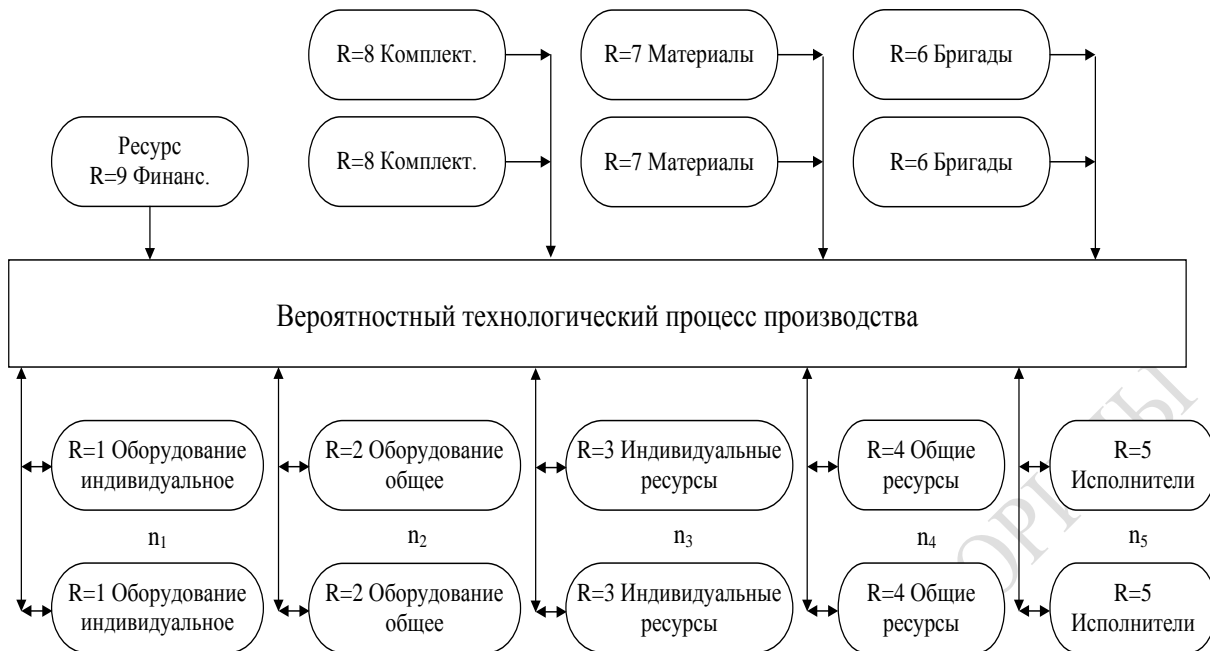 R=8 Комплект.
R=7 Материалы
R=6 Бригады
Ресурс
R=9 Финанс.
R=8 Комплект.
R=7 Материалы
R=6 Бригады
Вероятностный технологический процесс производства
R=1 Оборудование
индивидуальное
R=2 Оборудование
общее
R=3 Индивидуальные
ресурсы
R=4 Общие
ресурсы
R=5
Исполнители
n₁
n₂
n₃
n₄
n₅
R=1 Оборудование
индивидуальное
R=2 Оборудование
общее
R=3 Индивидуальные
ресурсы
R=4 Общие
ресурсы
R=5
Исполнители